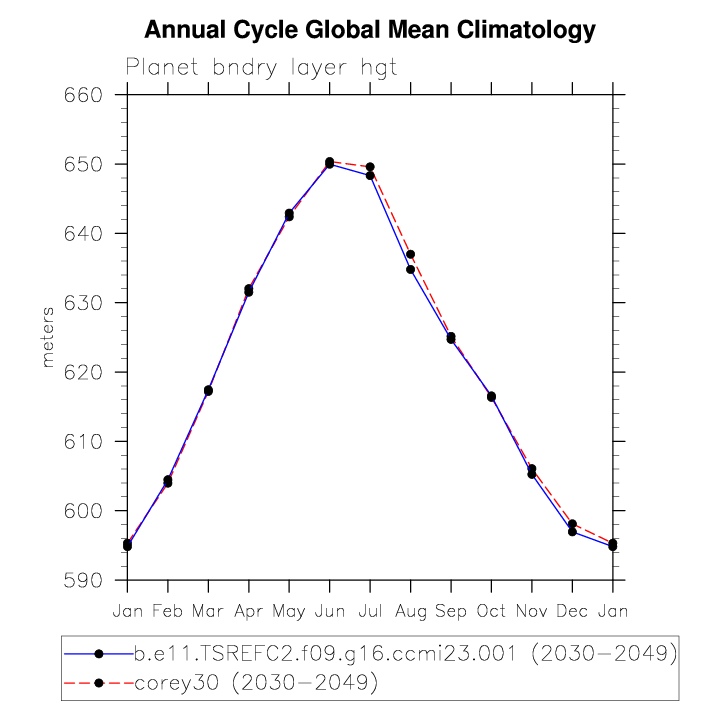 Annual Cycle Global Mean Climatology
Planet bndry layer hgt
660
650
640
630
620
610
600
590
meters
Jan Feb Mar Apr May Jun Jul Aug Sep Oct Nov Dec Jan
b.e11.TSREFC2.f09.g16.ccmi23.001 (2030-2049)
corey30 (2030-2049)